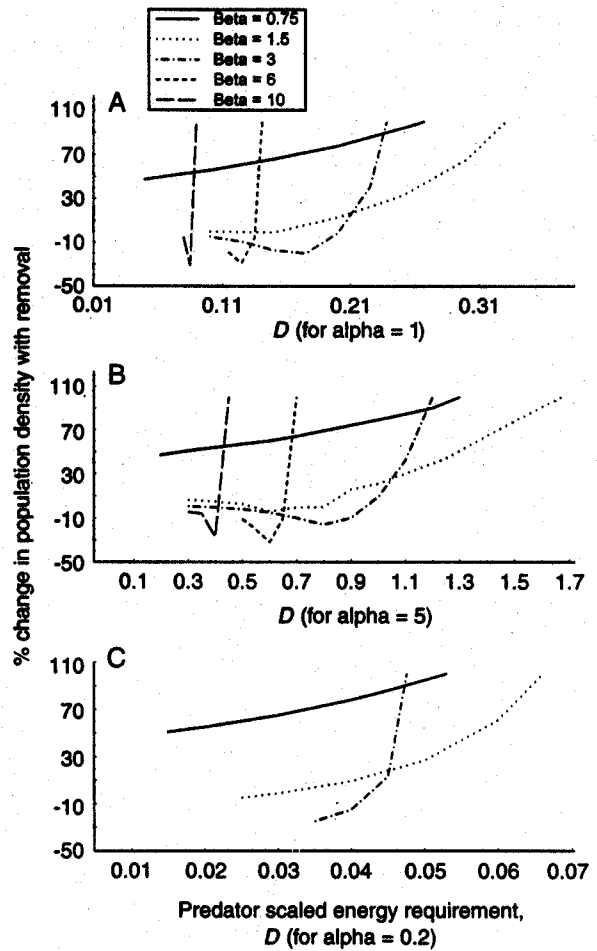 Beta = 0.75
Beta = 1.5
Beta = 3
Beta = 6
Beta = 10
A
110
70
30
-10
-50
0.01 0.11 0.21 0.31
D (for alpha = 1)
% change in population density with removal
B
110
70
30
-10
-50
0.1 0.3 0.5 0.7 0.9 1.1 1.3 1.5 1.7
D (for alpha = 5)
C
110
70
30
-10
-50
0.01 0.02 0.03 0.04 0.05 0.06 0.07
Predator scaled energy requirement,
D (for alpha = 0.2)